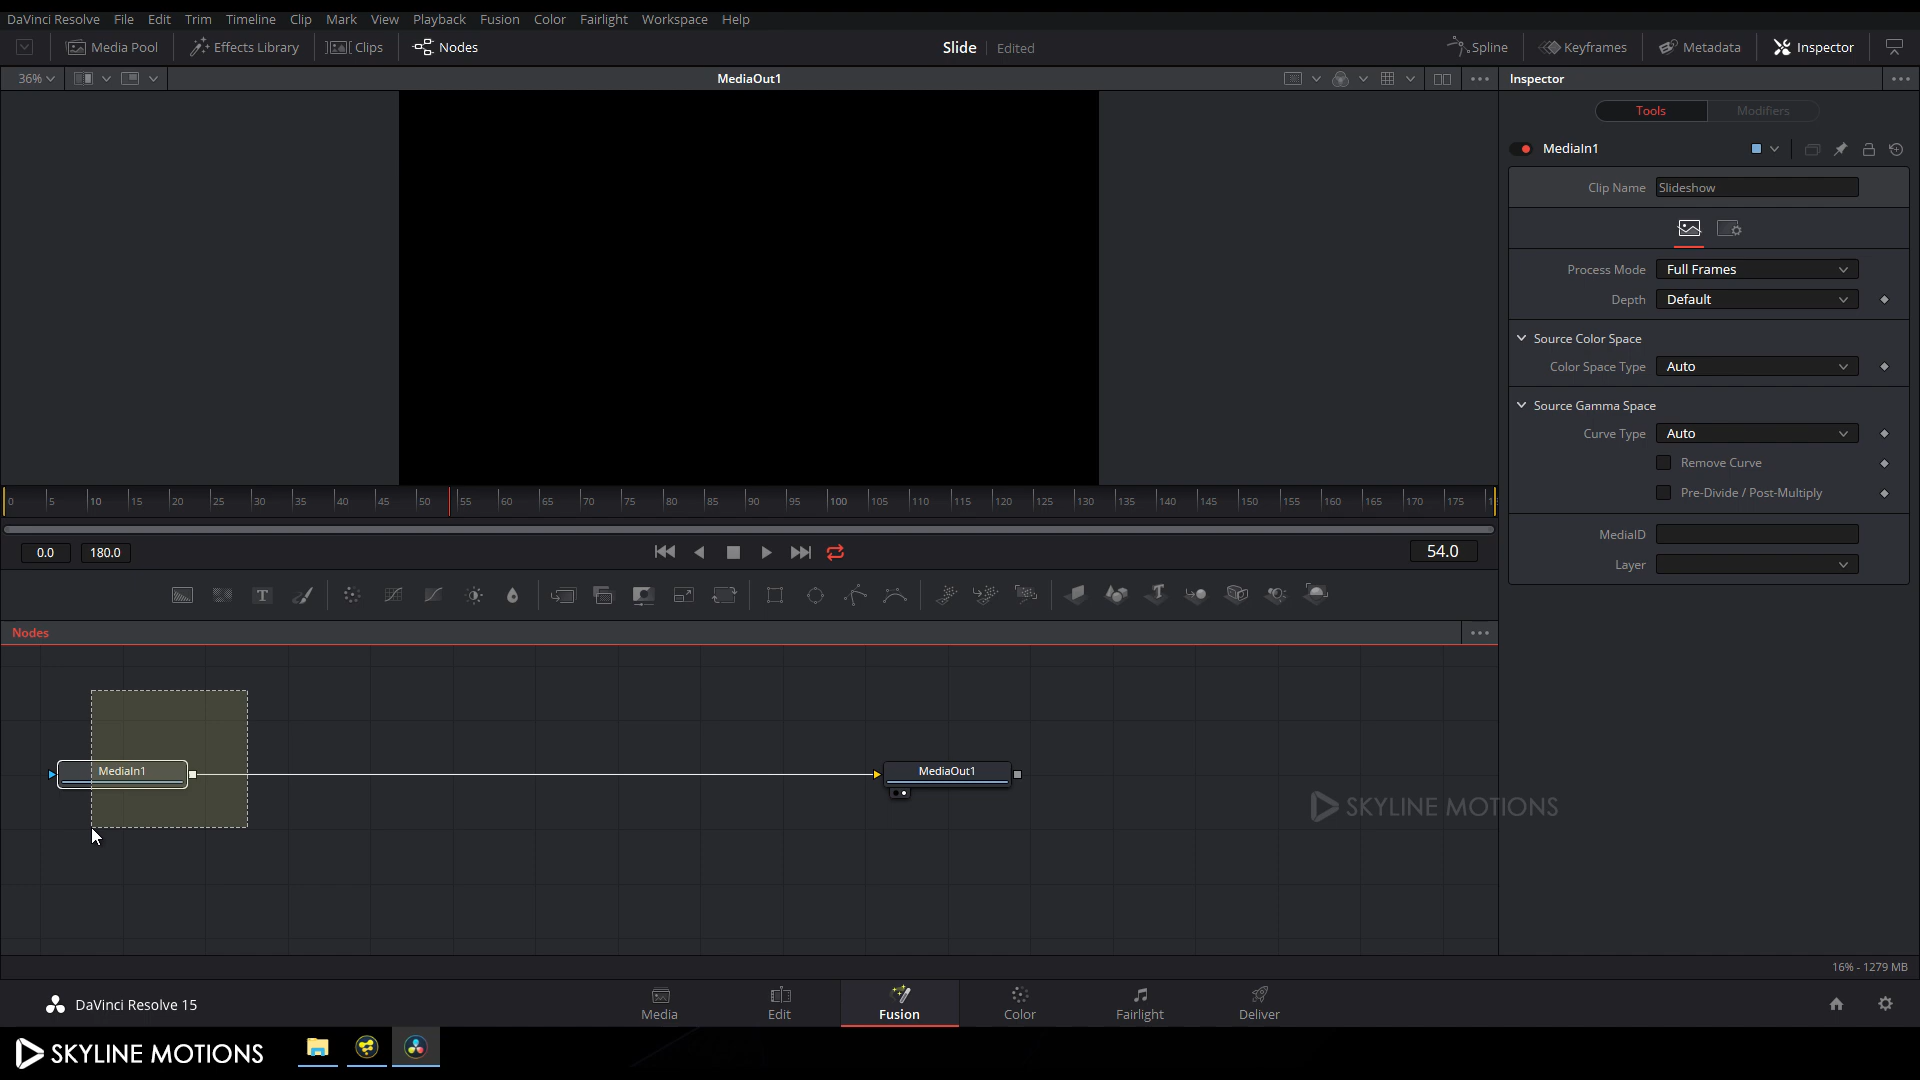 DaVinci Resolve File Edit Trim Timeline Clip Mark View Playback Fusion Color Fairlight Workspace Help
Media Pool Effects Library Clips Nodes Slide Edited Spline Keyframes Metadata Inspector
36% MediaOut1 Inspector
Tools Modifiers
MediaIn1
Clip Name Slideshow
Process Mode Full Frames
Depth Default
Source Color Space
Color Space Type Auto
Source Gamma Space
Curve Type Auto
Remove Curve
Pre-Divide / Post-Multiply
MediaID
Layer
0 5 10 15 20 25 30 35 40 45 50 55 60 65 70 75 80 85 90 95 100 105 110 115 120 125 130 135 140 145 150 155 160 165 170 175
0.0 180.0 54.0
Nodes
MediaIn1 MediaOut1
SKYLINE MOTIONS
16% - 1279 MB
DaVinci Resolve 15 Media Edit Fusion Color Fairlight Deliver
SKYLINE MOTIONS